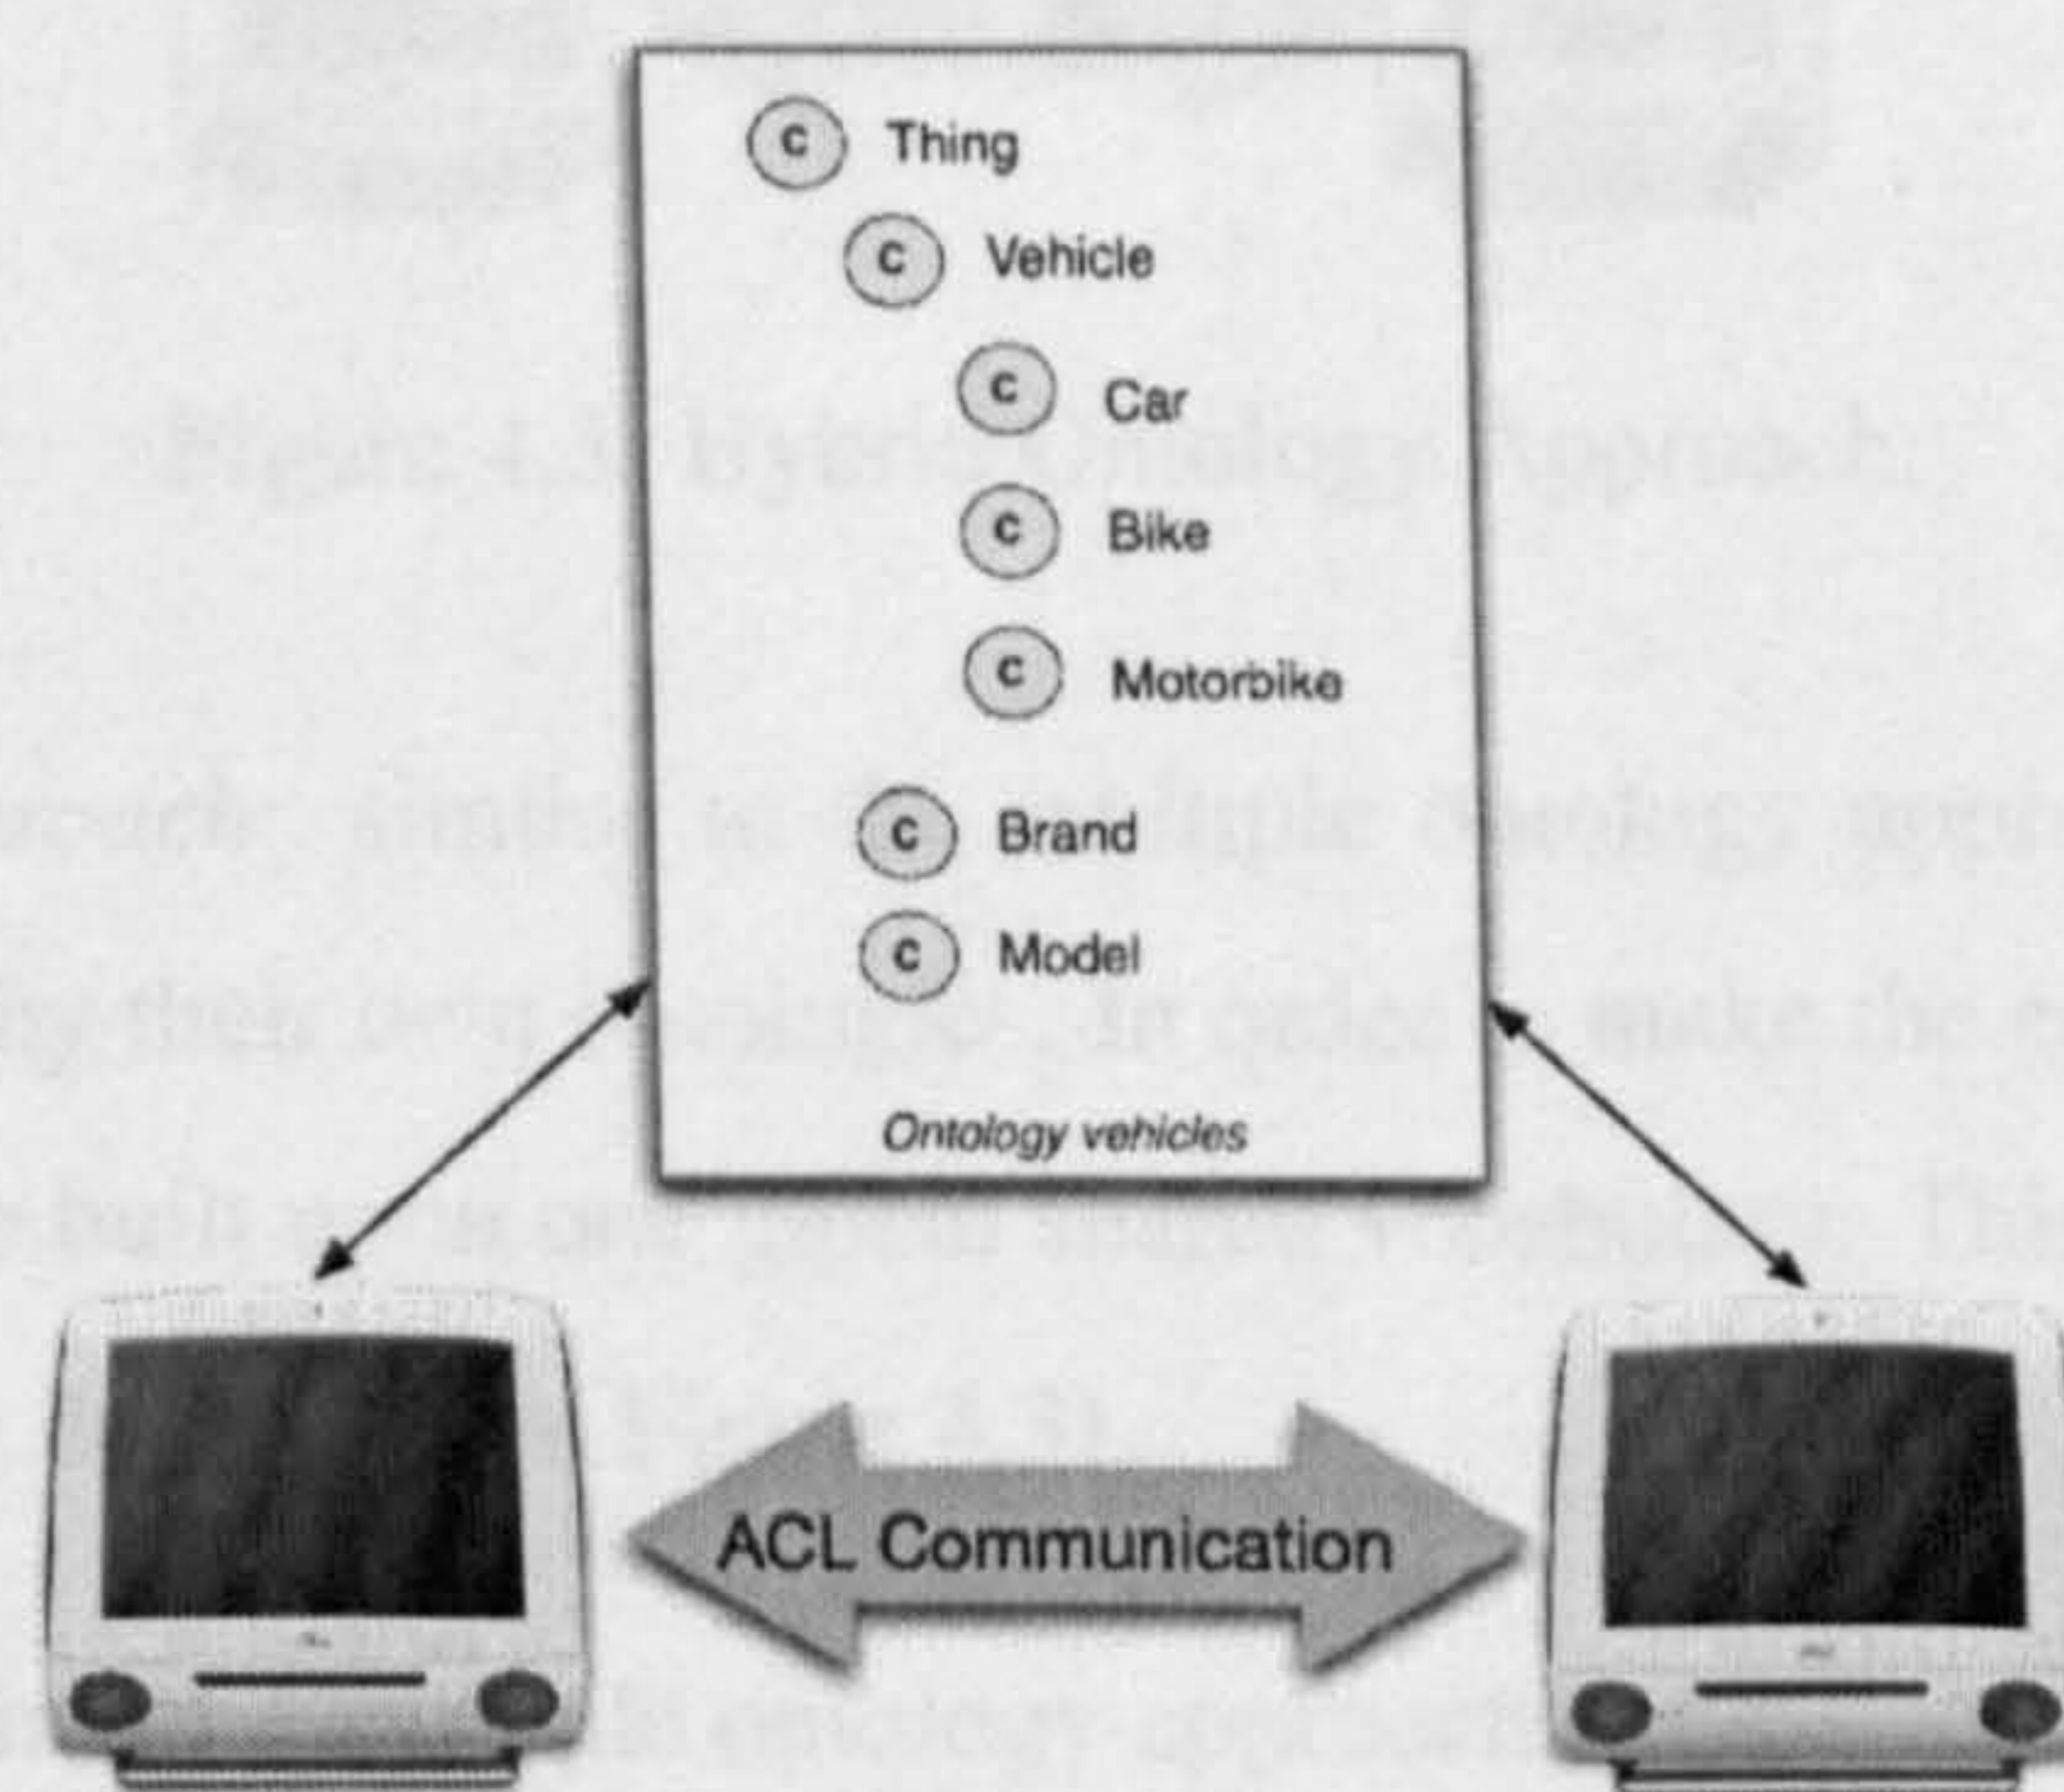 C Thing
C Vehicle
C Car
C Bike
C Motorbike
C Brand
C Model
Ontology vehicles
ACL Communication